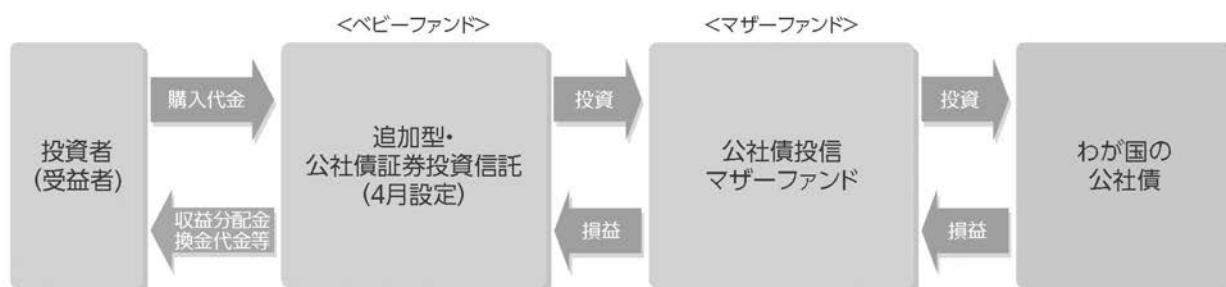 <ベビーファンド>
<マザーファンド>
投資者
(受益者)
購入代金
収益分配金
換金代金等
追加型・
公社債証券投資信託
(4月設定)
投資
損益
公社債投信
マザーファンド
投資
損益
わが国の
公社債